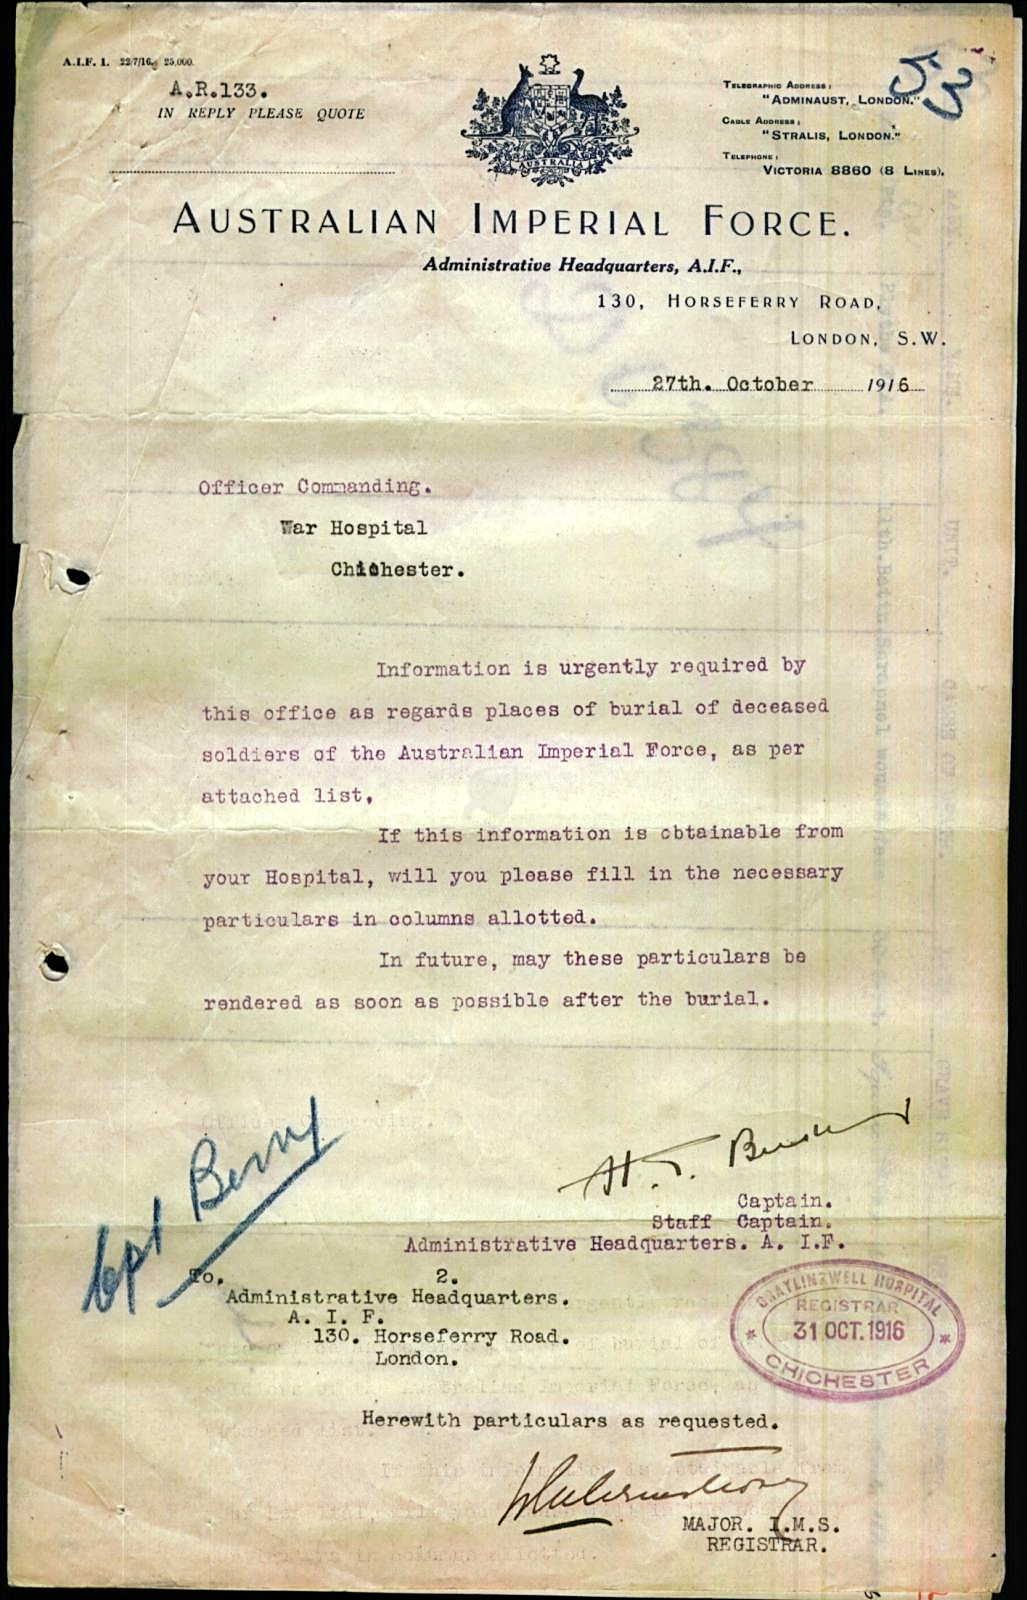 A.I.F. 1. 22/7/16. 25,000.
A.R.133.
IN REPLY PLEASE QUOTE
53
AUSTRALIA
TELEGRAPHIC ADDRESS:
"ADMINAUST, LONDON."
CABLE ADDRESS:
"STRALIS, LONDON."
TELEPHONE:
VICTORIA 8860 (8 LINES).
AUSTRALIAN IMPERIAL FORCE.
Administrative Headquarters, A.I.F.,
130, HORSEFERRY ROAD,
LONDON, S.W.
27th. October 1916
Officer Commanding.
War Hospital
Chichester.
Information is urgently required by
this office as regards places of burial of deceased
soldiers of the Australian Imperial Force, as per
attached list,
If this information is obtainable from
your Hospital, will you please fill in the necessary
particulars in columns allotted.
In future, may these particulars be
rendered as soon as possible after the burial.
H. T.
Captain.
Staff Captain.
Administrative Headquarters. A. I.F.
Cpl Berry
To. 2.
Administrative Headquarters.
A. I. F.
130. Horseferry Road.
London.
GRAYLINGWELL HOSPITAL
REGISTRAR
31 OCT. 1916
CHICHESTER
Herewith particulars as requested.
MAJOR. I.M.S.
REGISTRAR.